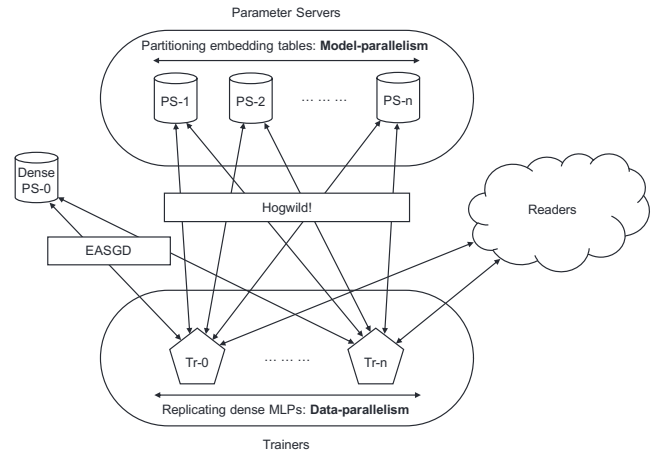 Parameter Servers
Partitioning embedding tables: Model-parallelism
PS-1
PS-2
... ... ...
PS-n
Dense
PS-0
Hogwild!
Readers
EASGD
Tr-0
... ... ...
Tr-n
Replicating dense MLPs: Data-parallelism
Trainers